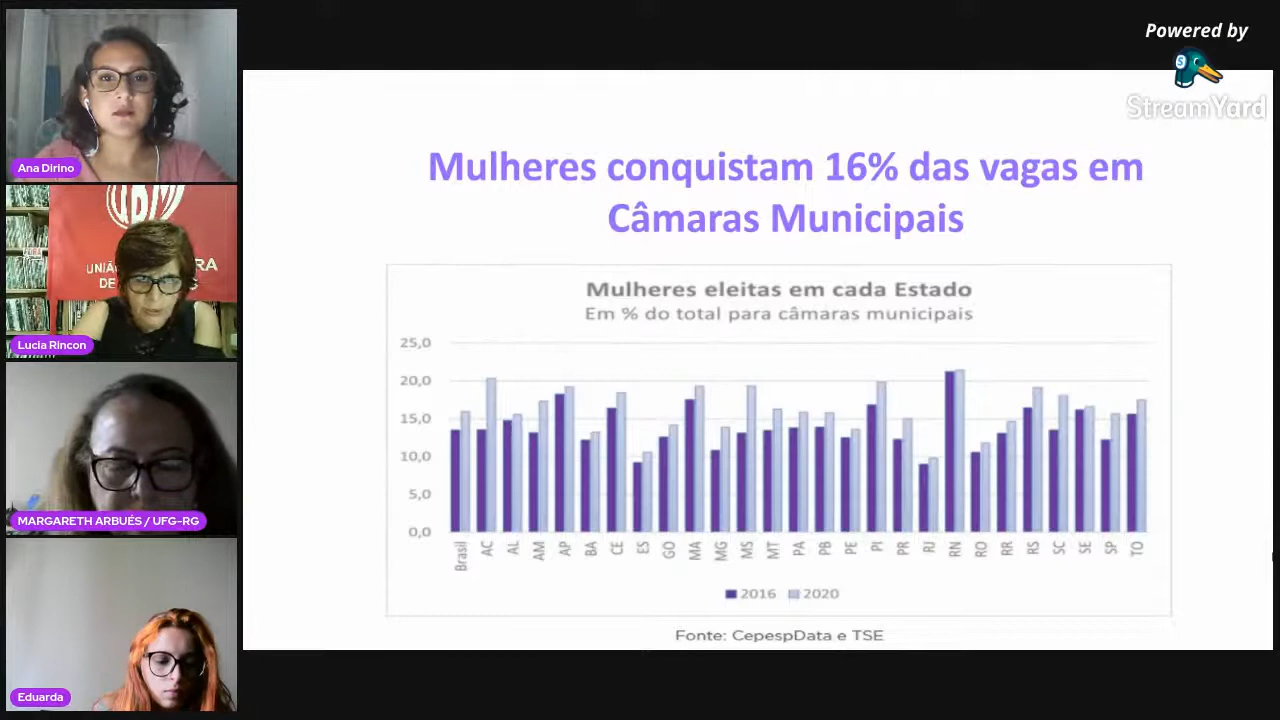 Powered by
StreamYard
Mulheres conquistam 16% das vagas em
Câmaras Municipais
Mulheres eleitas em cada Estado
Em % do total para câmaras municipais
25,0
20,0
15,0
10,0
5,0
0,0
Brasil AC AL AM AP BA CE ES GO MA MG MS MT PA PB PE PI PR RJ RN RO RR RS SC SE SP TO
2016 2020
Fonte: CepespData e TSE
Ana Dirino
UNIÃO
RA
DE
S
Lucia Rincon
MARGARETH ARBUÉS / UFG-RG
Eduarda